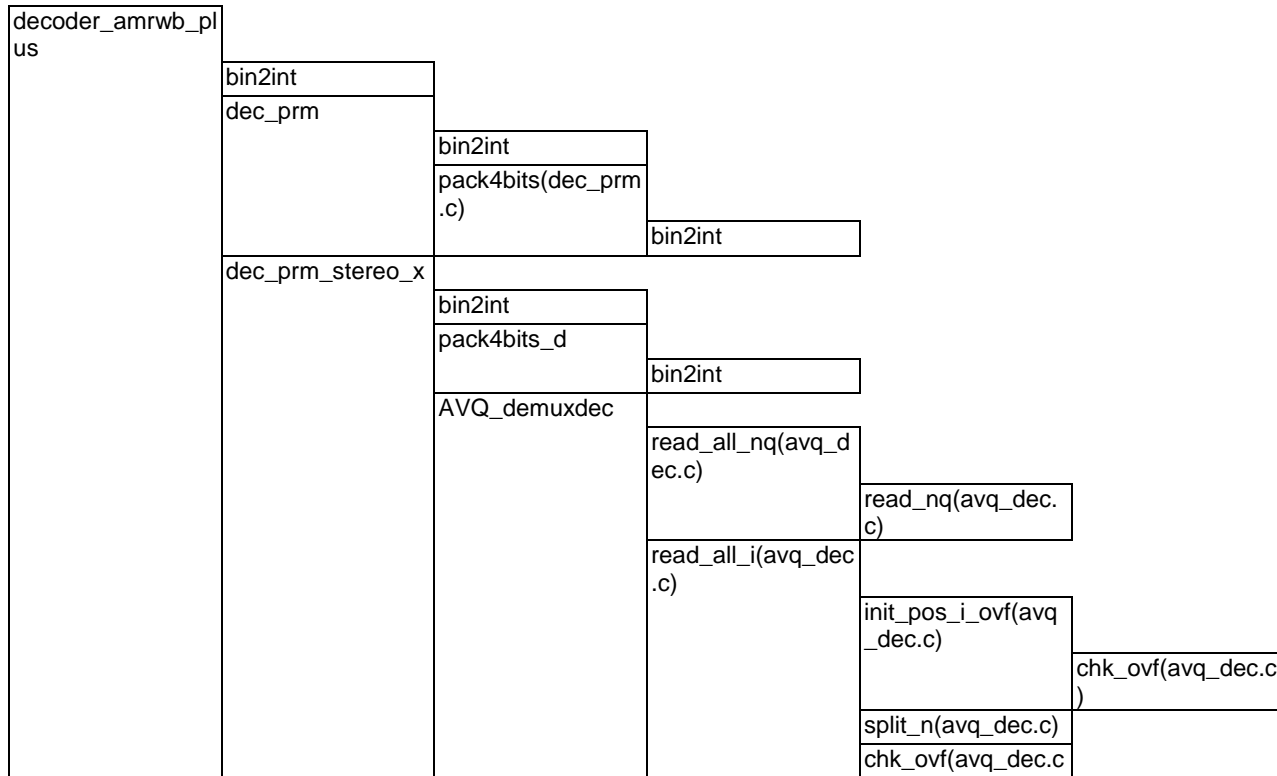 decoder_amrwb_pl
us
bin2int
dec_prm
bin2int
pack4bits(dec_prm
.c)
bin2int
dec_prm_stereo_x
bin2int
pack4bits_d
bin2int
AVQ_demuxdec
read_all_nq(avq_d
ec.c)
read_nq(avq_dec.
c)
read_all_i(avq_dec
.c)
init_pos_i_ovf(avq
_dec.c)
chk_ovf(avq_dec.c
)
split_n(avq_dec.c)
chk_ovf(avq_dec.c